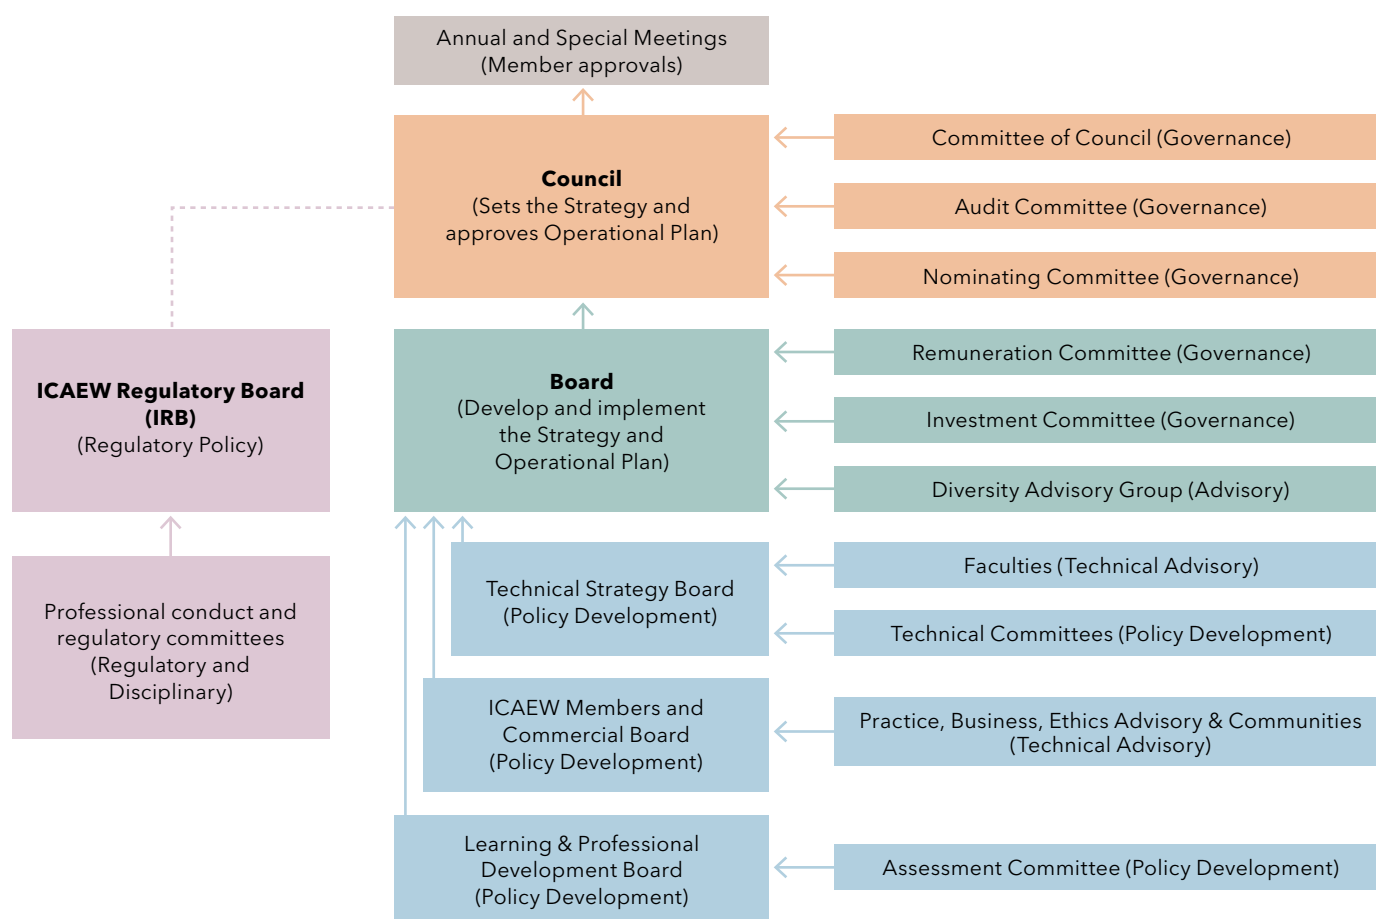 Annual and Special Meetings
(Member approvals)
Council
(Sets the Strategy and
approves Operational Plan)
Committee of Council (Governance)
Audit Committee (Governance)
Nominating Committee (Governance)
ICAEW Regulatory Board
(IRB)
(Regulatory Policy)
Board
(Develop and implement
the Strategy and
Operational Plan)
Remuneration Committee (Governance)
Investment Committee (Governance)
Diversity Advisory Group (Advisory)
Professional conduct and
regulatory committees
(Regulatory and
Disciplinary)
Technical Strategy Board
(Policy Development)
Faculties (Technical Advisory)
Technical Committees (Policy Development)
ICAEW Members and
Commercial Board
(Policy Development)
Practice, Business, Ethics Advisory & Communities
(Technical Advisory)
Learning & Professional
Development Board
(Policy Development)
Assessment Committee (Policy Development)